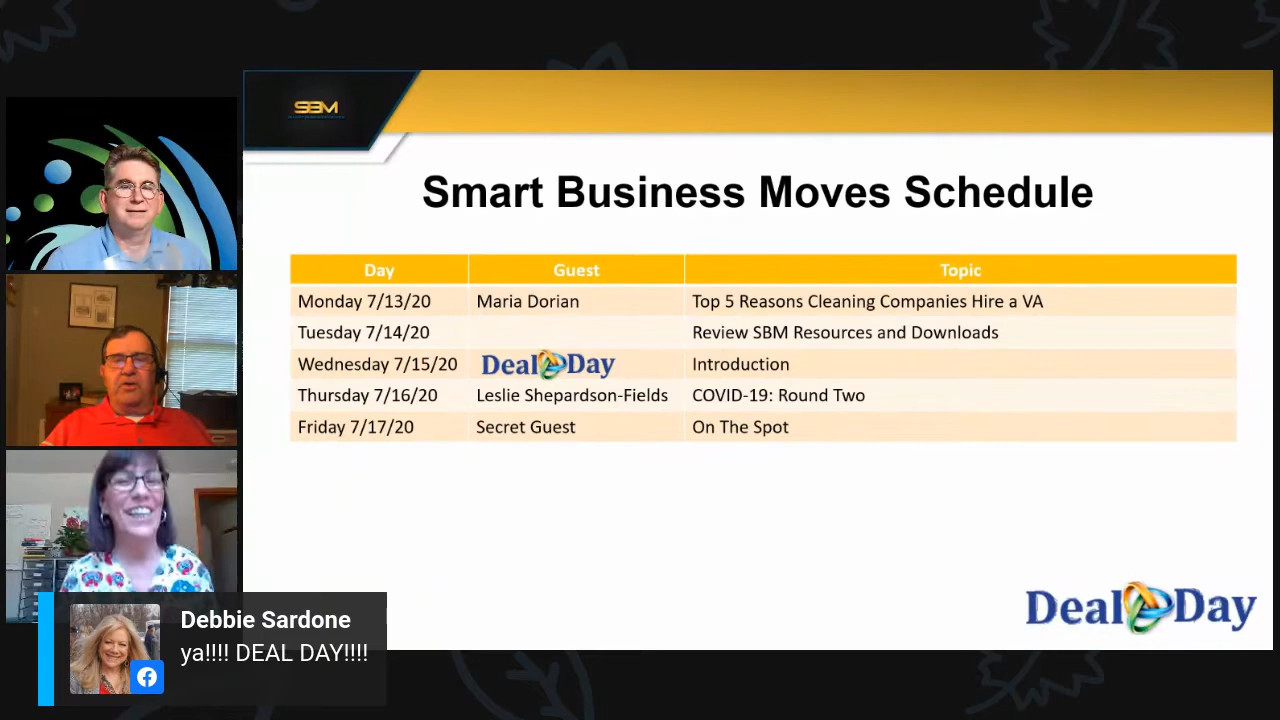 SBM
Smart Business Moves Schedule
Day Guest Topic
Monday 7/13/20 Maria Dorian Top 5 Reasons Cleaning Companies Hire a VA
Tuesday 7/14/20 Review SBM Resources and Downloads
Wednesday 7/15/20 Deal Day Introduction
Thursday 7/16/20 Leslie Shepardson-Fields COVID-19: Round Two
Friday 7/17/20 Secret Guest On The Spot
Deal Day
Debbie Sardone
ya!!!! DEAL DAY!!!!